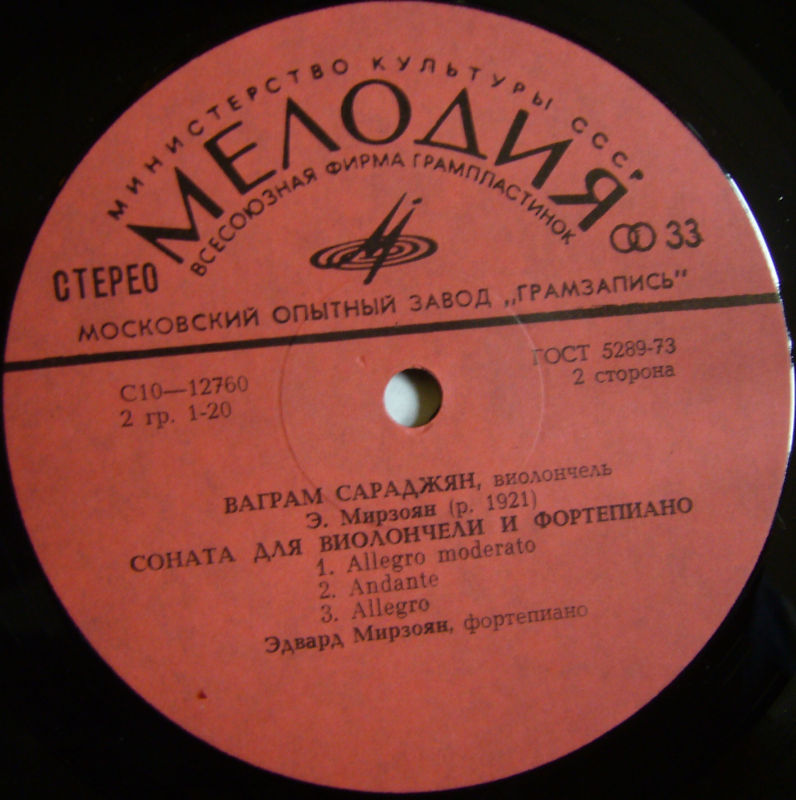 МИНИСТЕРСТВО КУЛЬТУРЫ СССР
МЕЛОДИЯ
ВСЕСОЮЗНАЯ ФИРМА ГРАМПЛАСТИНОК
СТЕРЕО
33
МОСКОВСКИЙ ОПЫТНЫЙ ЗАВОД „ГРАМЗАПИСЬ"
ГОСТ 5289-73
С10—12760
2 сторона
2 гр. 1-20
ВАГРАМ САРАДЖЯН, виолончель
Э. Мирзоян (р. 1921)
СОНАТА ДЛЯ ВИОЛОНЧЕЛИ И ФОРТЕПИАНО
1. Allegro moderato
2. Andante
3. Allegro
Эдвард Мирзоян, фортепиано